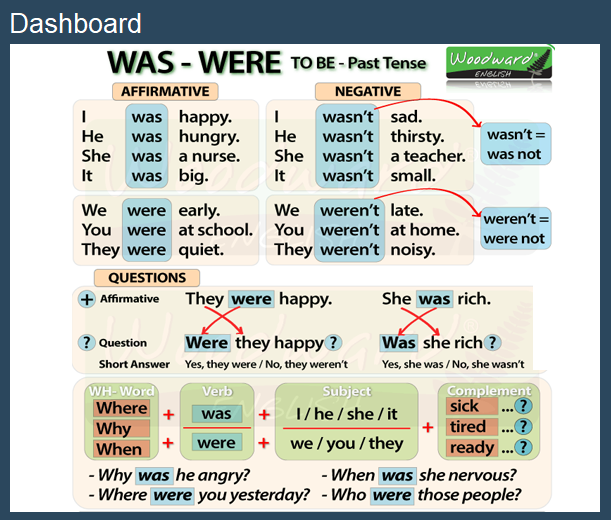 Dashboard
WAS - WERE TO BE - Past Tense
Woodward®
ENGLISH
AFFIRMATIVE
I was happy.
He was hungry.
She was a nurse.
It was big.
We were early.
You were at school.
They were quiet.
NEGATIVE
I wasn't sad.
He wasn't thirsty.
She wasn't a teacher.
It wasn't small.
wasn't =
was not
We weren't late.
You weren't at home.
They weren't noisy.
weren't =
were not
QUESTIONS
+ Affirmative They were happy. She was rich.
? Question Were they happy? Was she rich?
Short Answer Yes, they were / No, they weren't Yes, she was / No, she wasn't
WH- Word Verb Subject Complement
Where
Why
When
+ was + I / he / she / it
+ were + we / you / they
+
sick ...?
tired ...?
ready ...?
- Why was he angry? - When was she nervous?
- Where were you yesterday? - Who were those people?